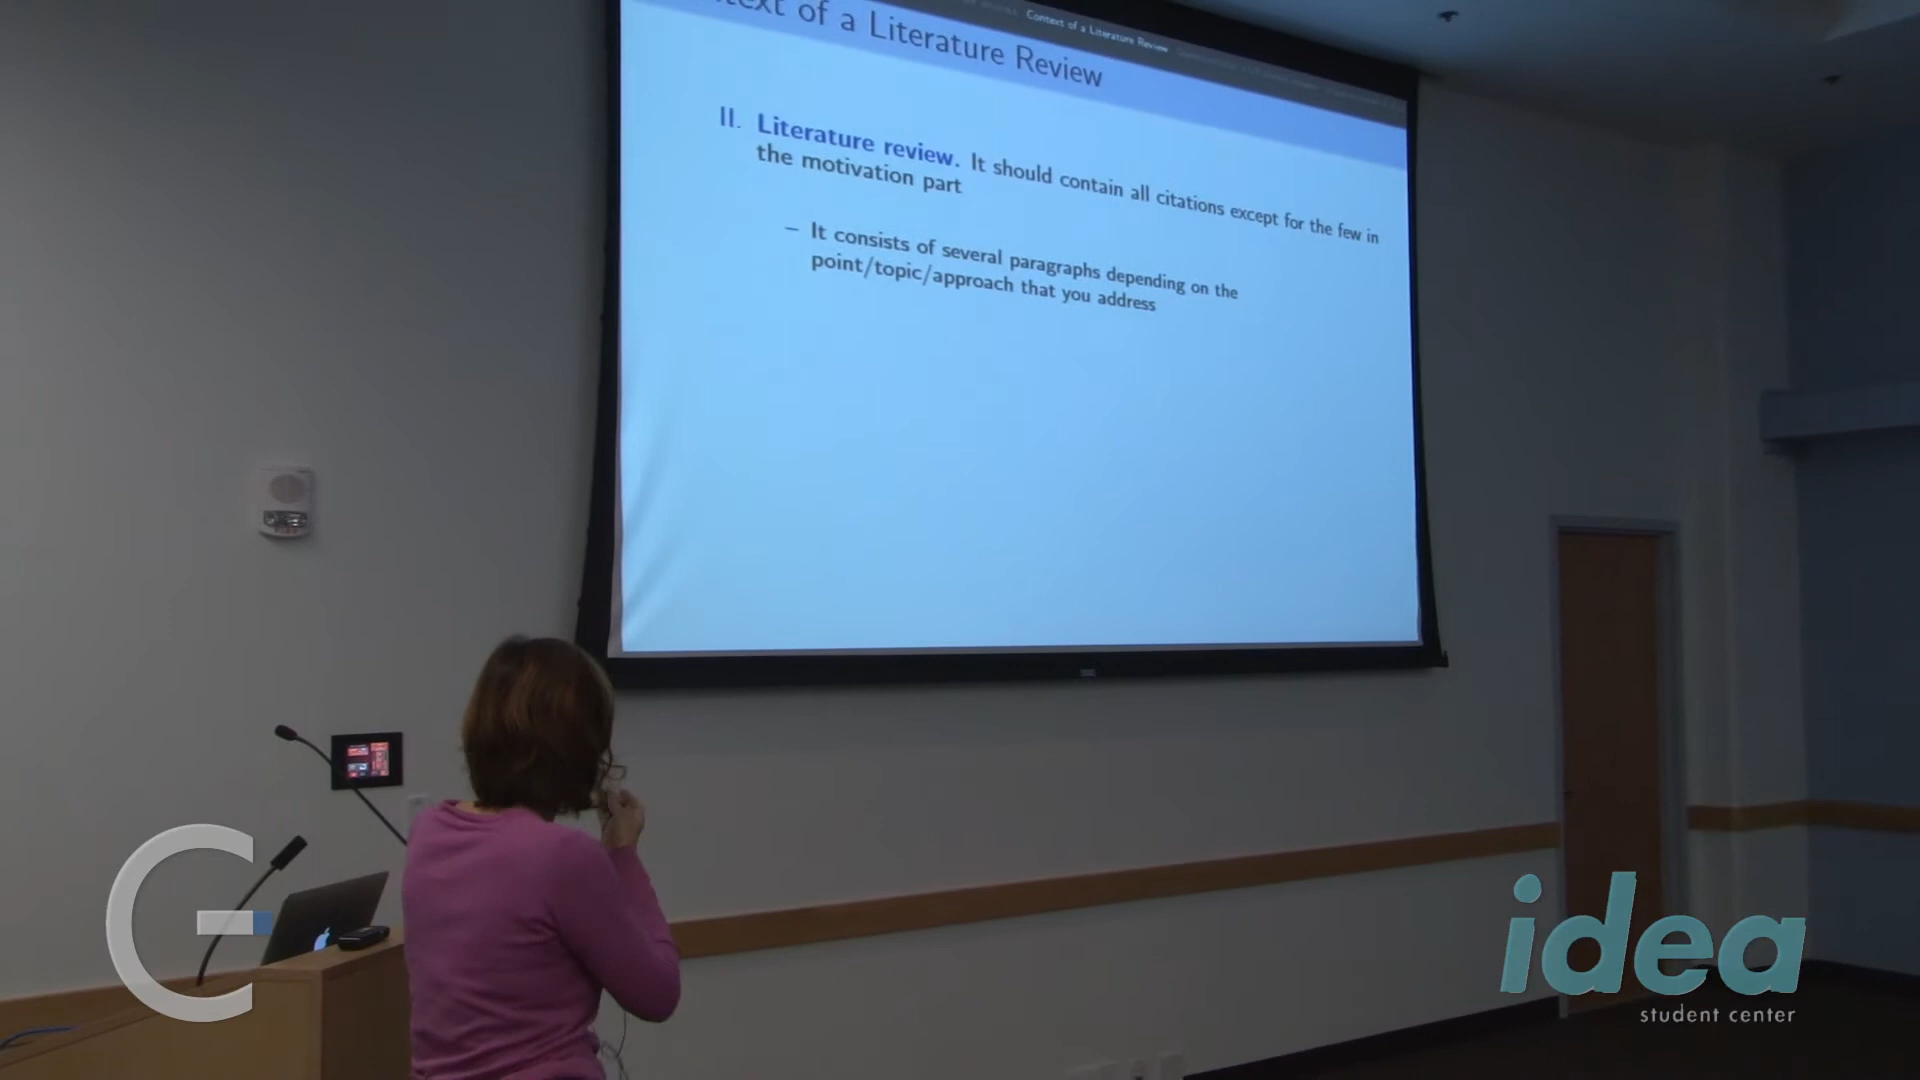 Context of a Literature Review
of a Literature Review
II. Literature review. It should contain all citations except for the few in
the motivation part
– It consists of several paragraphs depending on the
point/topic/approach that you address
idea
student center